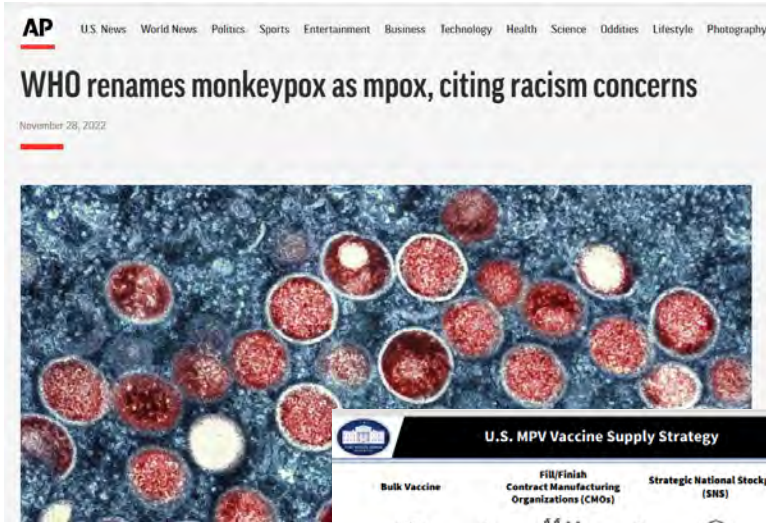 AP U.S. News World News Politics Sports Entertainment Business Technology Health Science Oddities Lifestyle Photography
WHO renames monkeypox as mpox, citing racism concerns
November 28, 2022
U.S. MPV Vaccine Supply Strategy
Bulk Vaccine
Fill/Finish
Contract Manufacturing
Organizations (CMOs)
Strategic National Stockp
(SNS)